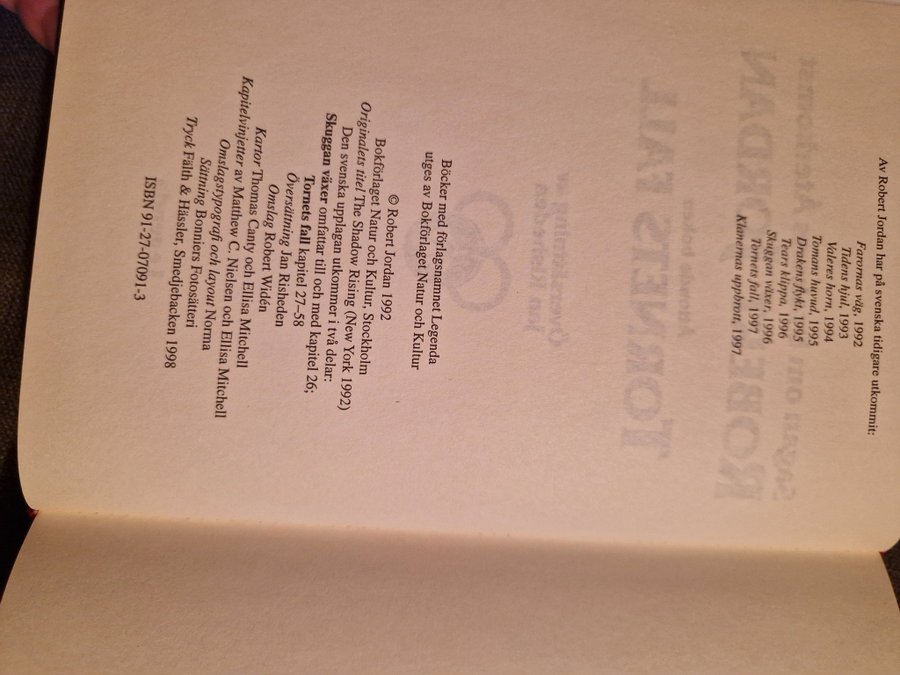 Av Robert Jordan har på svenska tidigare utkommit:
Farornas väg, 1992
Tidens hjul, 1993
Valeres horn, 1994
Tomans huvud, 1995
Drakens flykt, 1995
Tears klippa, 1996
Skuggan växer, 1996
Tornets fall, 1997
Klanernas uppbrott, 1997
Böcker med förlagsnamnet Legenda
utges av Bokförlaget Natur och Kultur
© Robert Jordan 1992
Bokförlaget Natur och Kultur, Stockholm
Originalets titel The Shadow Rising (New York 1992)
Den svenska upplagan utkommer i två delar:
Skuggan växer omfattar till och med kapitel 26;
Tornets fall kapitel 27–58
Översättning Jan Risheden
Omslag Robert Widén
Kartor Thomas Canty och Ellisa Mitchell
Kapitelvinjetter av Matthew C. Nielsen och Ellisa Mitchell
Omslagstypografi och layout Norma
Sättning Bonniers Fotosätteri
Tryck Fälth & Hässler, Smedjebacken 1998
ISBN 91-27-07091-3